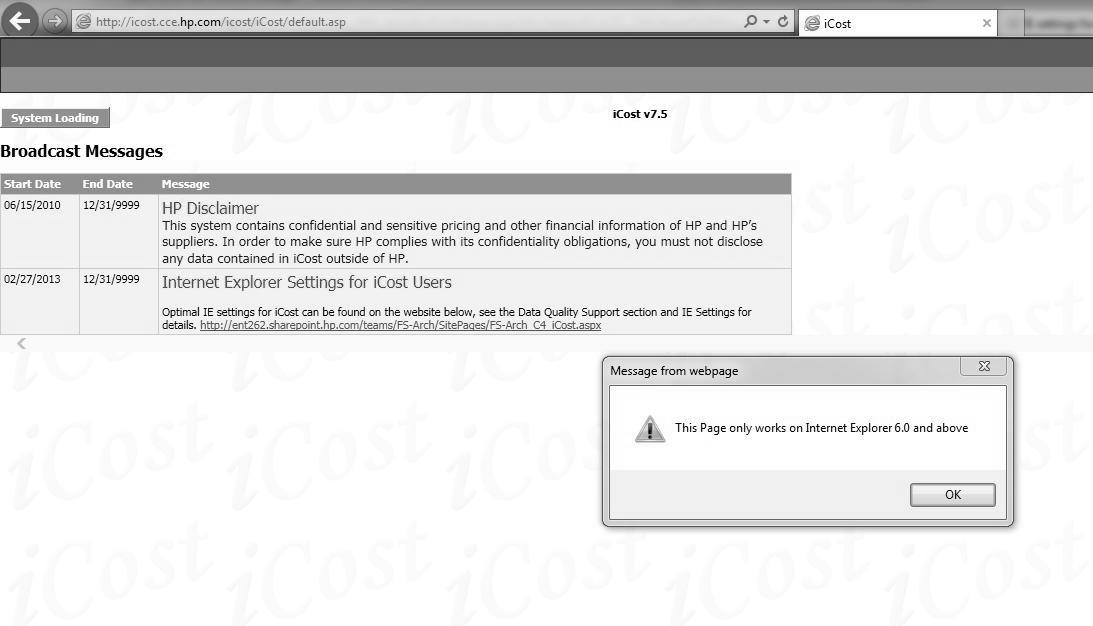 http://icost.cce.hp.com/icost/iCost/default.asp
iCost
System Loading
iCost v7.5
Broadcast Messages
Start Date End Date Message
06/15/2010 12/31/9999 HP Disclaimer
This system contains confidential and sensitive pricing and other financial information of HP and HP's
suppliers. In order to make sure HP complies with its confidentiality obligations, you must not disclose
any data contained in iCost outside of HP.
02/27/2013 12/31/9999 Internet Explorer Settings for iCost Users
Optimal IE settings for iCost can be found on the website below, see the Data Quality Support section and IE Settings for
details. http://ent262.sharepoint.hp.com/teams/FS-Arch/SitePages/FS-Arch_C4_iCost.aspx
Message from webpage
This Page only works on Internet Explorer 6.0 and above
OK